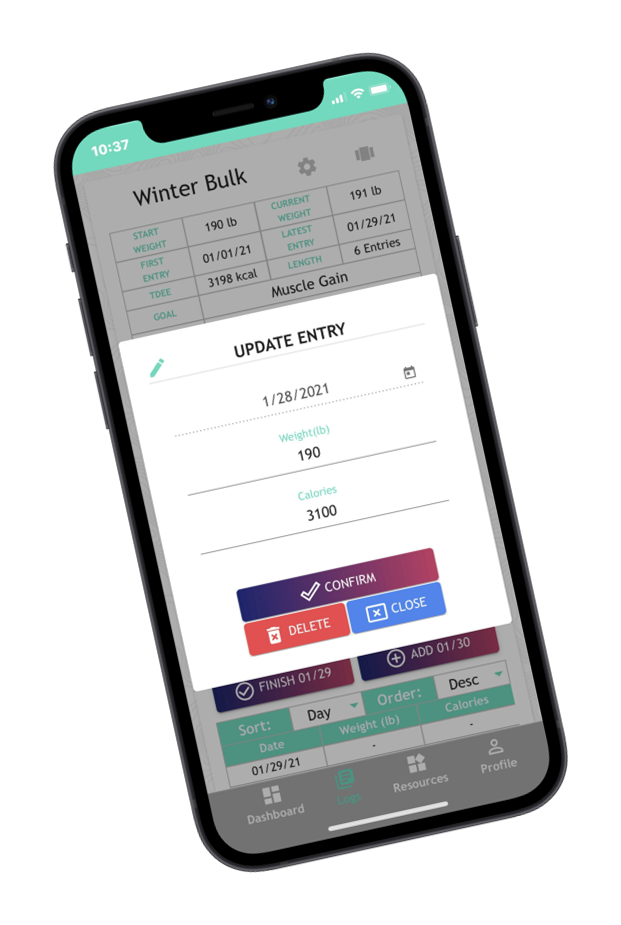 10:37
Winter Bulk
START WEIGHT 190 lb CURRENT WEIGHT 191 lb
FIRST ENTRY 01/01/21 LATEST ENTRY 01/29/21
TDEE 3198 kcal LENGTH 6 Entries
GOAL Muscle Gain
UPDATE ENTRY
1/28/2021
Weight(lb)
190
Calories
3100
CONFIRM
DELETE CLOSE
FINISH 01/29 ADD 01/30
Sort: Day Order: Desc
Date Weight (lb) Calories
01/29/21 - -
Dashboard Logs Resources Profile